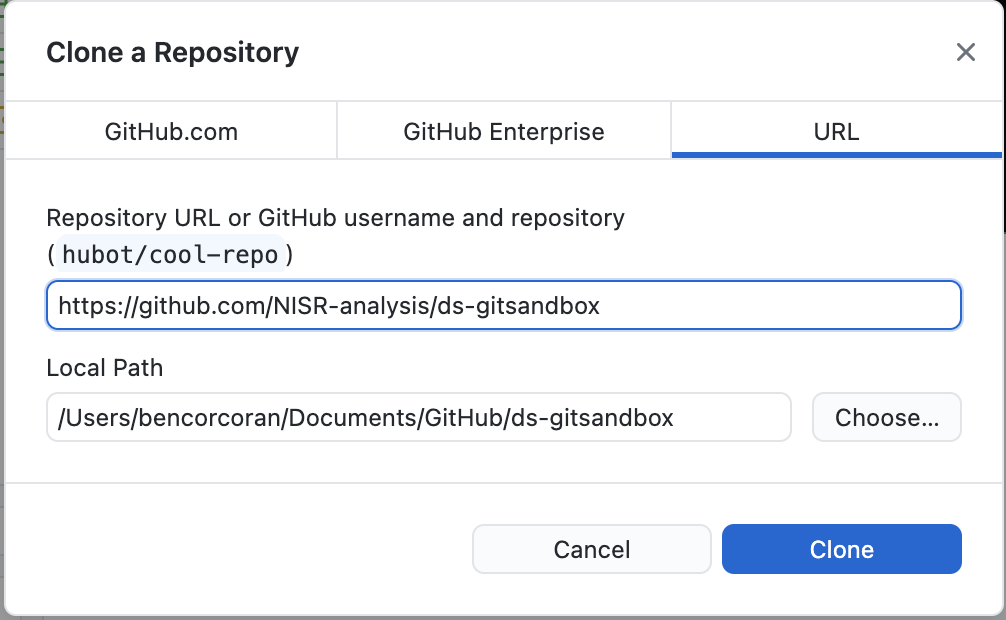 Clone a Repository
GitHub.com
GitHub Enterprise
URL
Repository URL or GitHub username and repository
(hubot/cool-repo)
https://github.com/NISR-analysis/ds-gitsandbox
Local Path
/Users/bencorcoran/Documents/GitHub/ds-gitsandbox
Choose...
Cancel
Clone